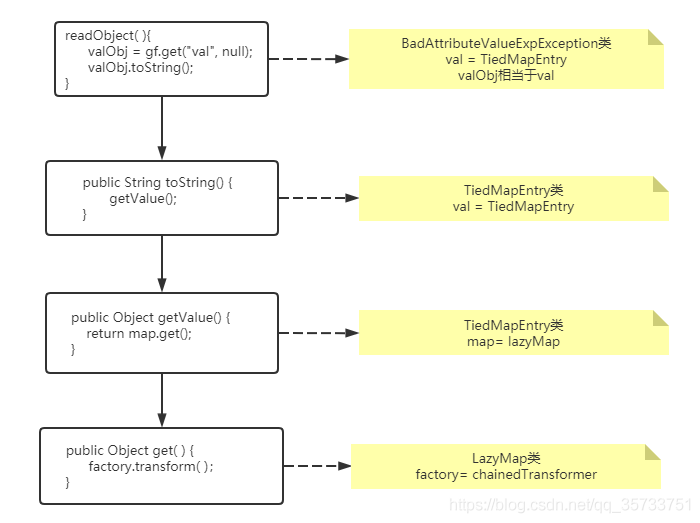 readObject( ){
valObj = gf.get("val", null);
valObj.toString();
}
BadAttributeValueExpException类
val = TiedMapEntry
valObj相当于val
public String toString() {
getValue();
}
TiedMapEntry类
val = TiedMapEntry
public Object getValue() {
return map.get();
}
TiedMapEntry类
map= lazyMap
public Object get( ) {
factory.transform( );
}
LazyMap类
factory= chainedTransformer
https://blog.csdn.net/qq_35733751